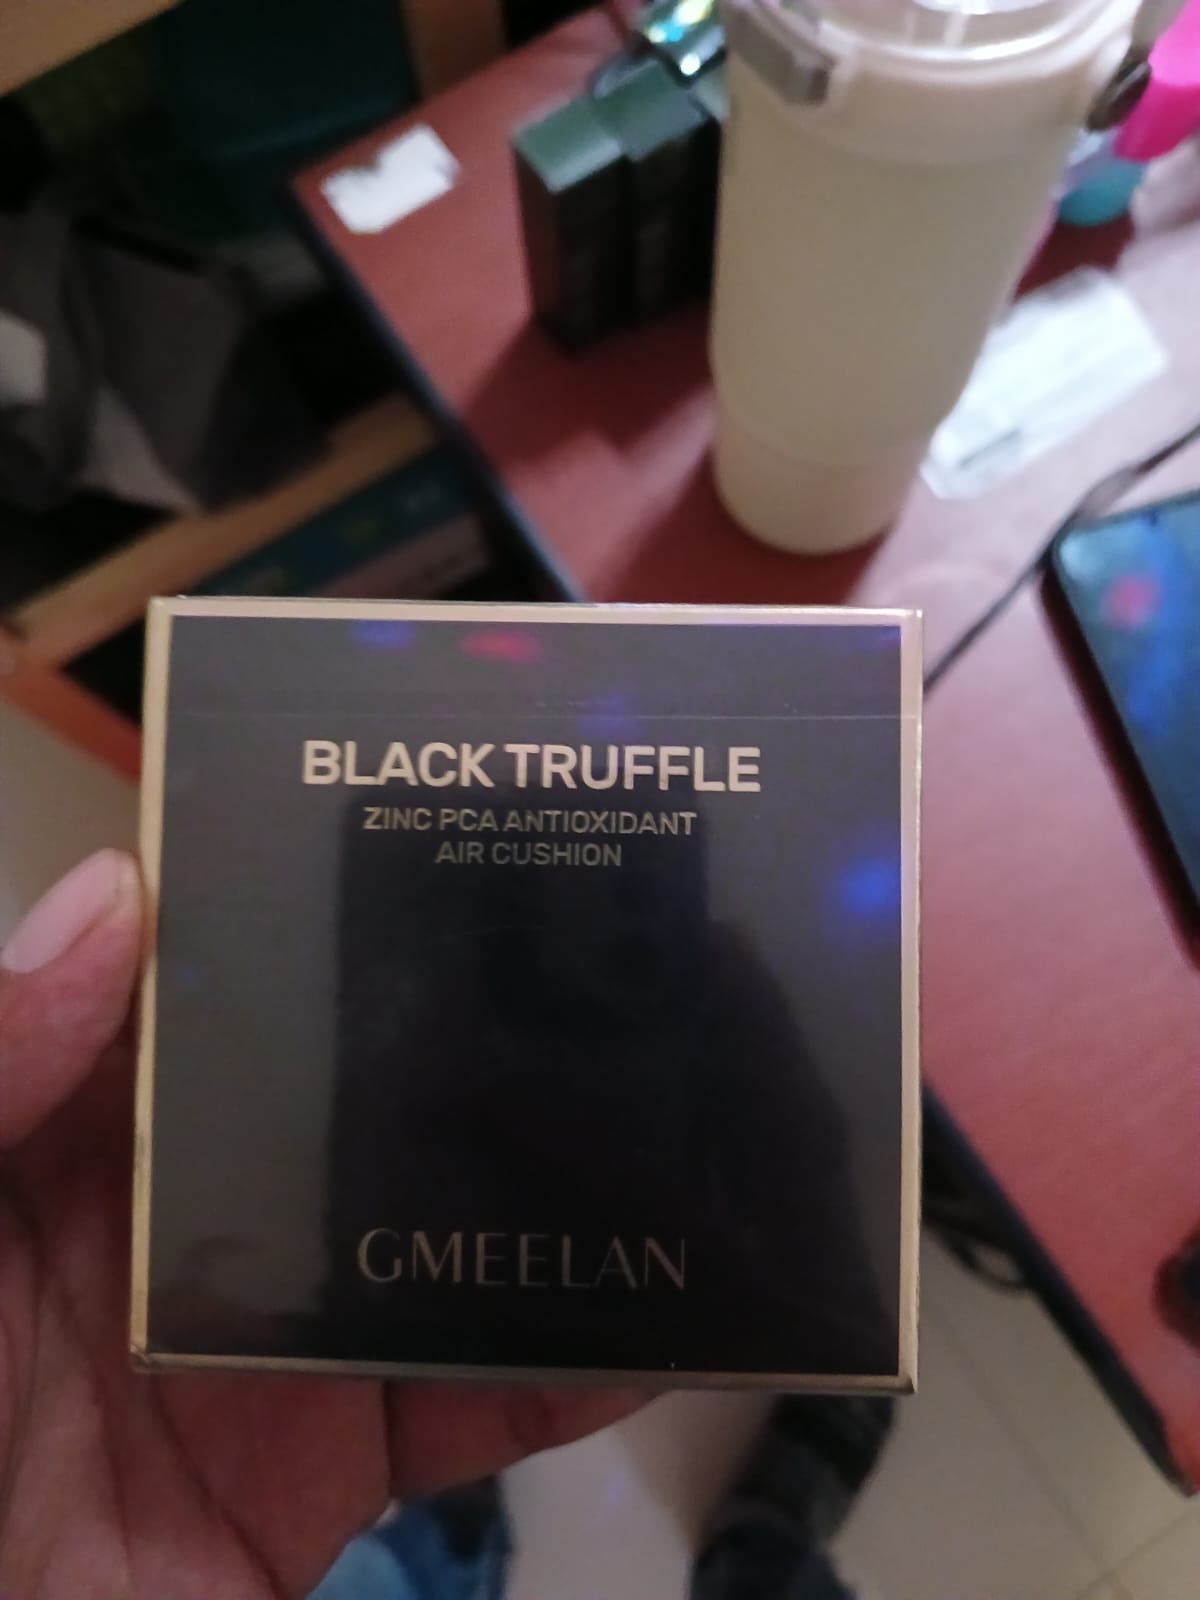 BLACK TRUFFLE
ZINC PCA ANTIOXIDANT
AIR CUSHION
GMEELAN